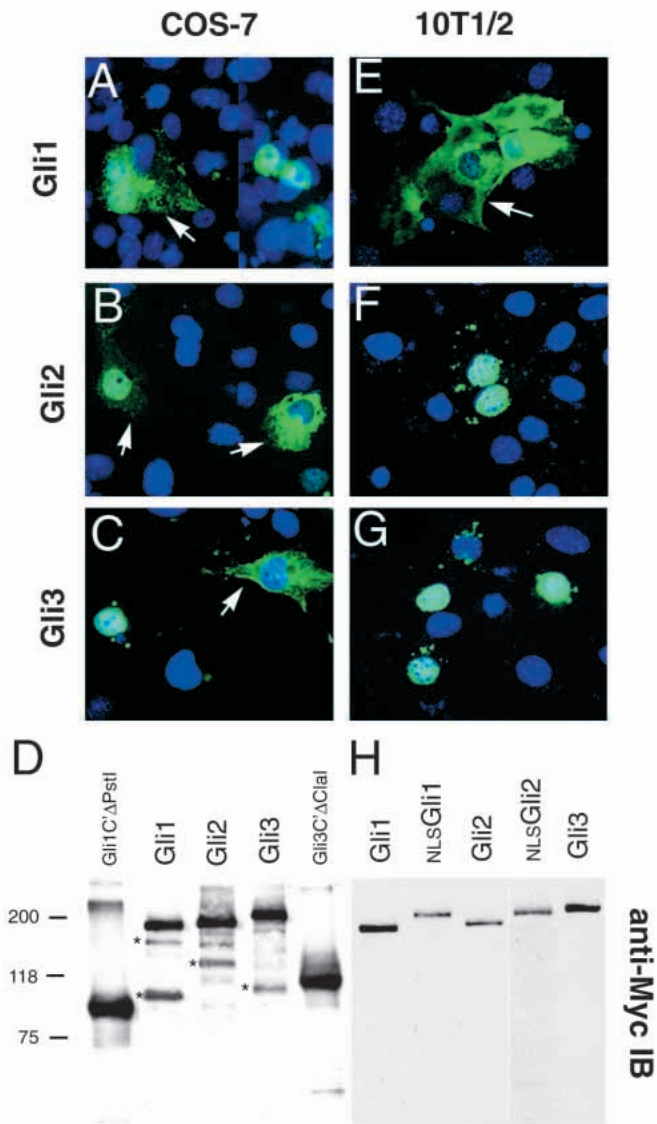 COS-7 10T1/2
A E
Gli1
B F
Gli2
C G
Gli3
D H
Gli1C'ΔPstI Gli1 Gli2 Gli3 Gli3C'ΔClaI Gli1 NLSGli1 Gli2 NLSGli2 Gli3
200
*
*
118
*
*
75
anti-Myc IB